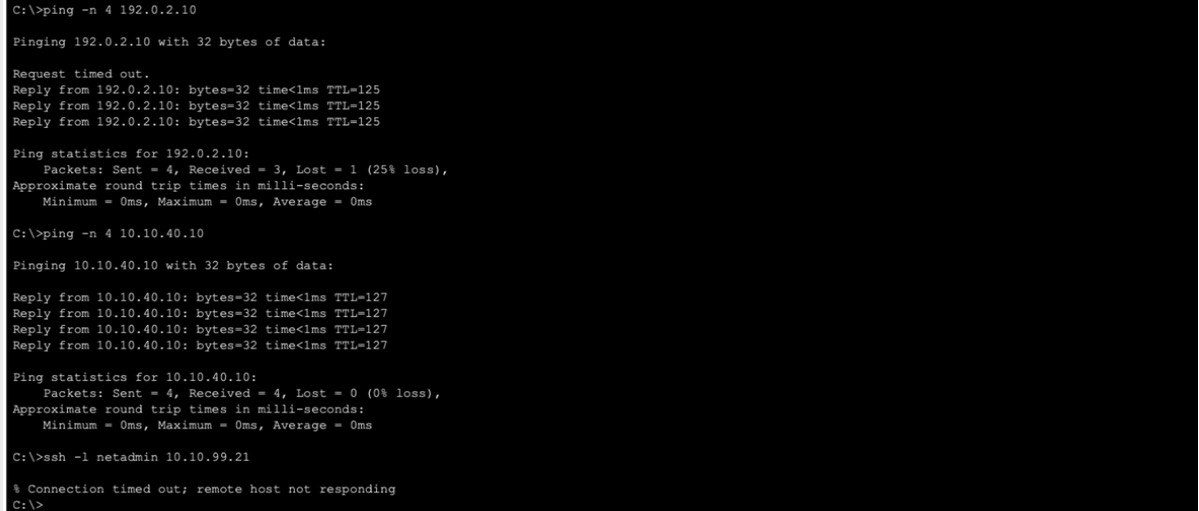 C:\>ping -n 4 192.0.2.10
Pinging 192.0.2.10 with 32 bytes of data:
Request timed out.
Reply from 192.0.2.10: bytes=32 time<1ms TTL=125
Reply from 192.0.2.10: bytes=32 time<1ms TTL=125
Reply from 192.0.2.10: bytes=32 time<1ms TTL=125
Ping statistics for 192.0.2.10:
    Packets: Sent = 4, Received = 3, Lost = 1 (25% loss),
Approximate round trip times in milli-seconds:
    Minimum = 0ms, Maximum = 0ms, Average = 0ms
C:\>ping -n 4 10.10.40.10
Pinging 10.10.40.10 with 32 bytes of data:
Reply from 10.10.40.10: bytes=32 time<1ms TTL=127
Reply from 10.10.40.10: bytes=32 time<1ms TTL=127
Reply from 10.10.40.10: bytes=32 time<1ms TTL=127
Reply from 10.10.40.10: bytes=32 time<1ms TTL=127
Ping statistics for 10.10.40.10:
    Packets: Sent = 4, Received = 4, Lost = 0 (0% loss),
Approximate round trip times in milli-seconds:
    Minimum = 0ms, Maximum = 0ms, Average = 0ms
C:\>ssh -l netadmin 10.10.99.21
% Connection timed out; remote host not responding
C:\>